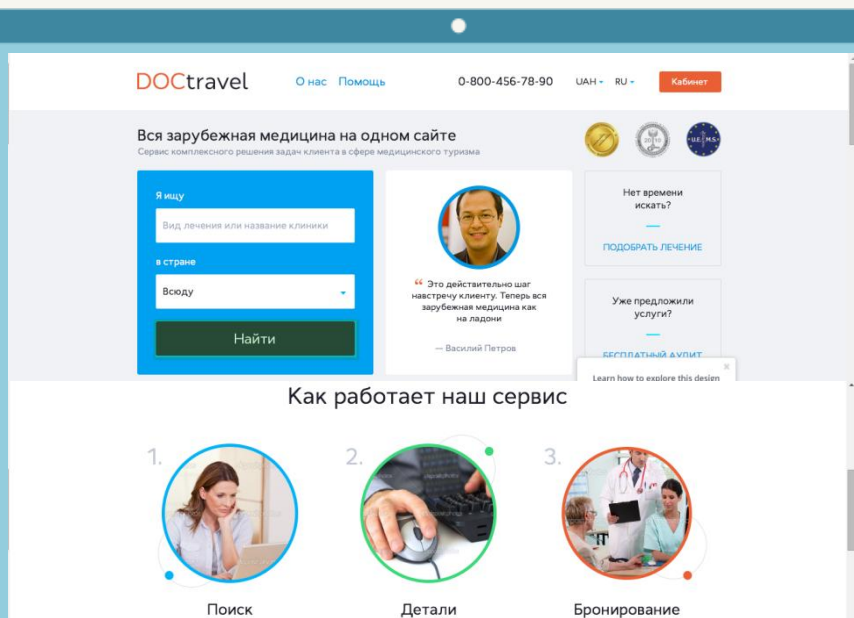 DOCtravel
О нас Помощь
0-800-456-78-90
UAH RU
Кабинет
Вся зарубежная медицина на одном сайте
Сервис комплексного решения задач клиента в сфере медицинского туризма
Я ищу
Вид лечения или название клиники
в стране
Всюду
Найти
“ Это действительно шаг
навстречу клиенту. Теперь вся
зарубежная медицина как
на ладони
— Василий Петров
U.E.M.S.
Нет времени
искать?
ПОДОБРАТЬ ЛЕЧЕНИЕ
Уже предложили
услуги?
БЕСПЛАТНЫЙ АУДИТ
Learn how to explore this design
Как работает наш сервис
1.
2.
3.
Поиск
Детали
Бронирование